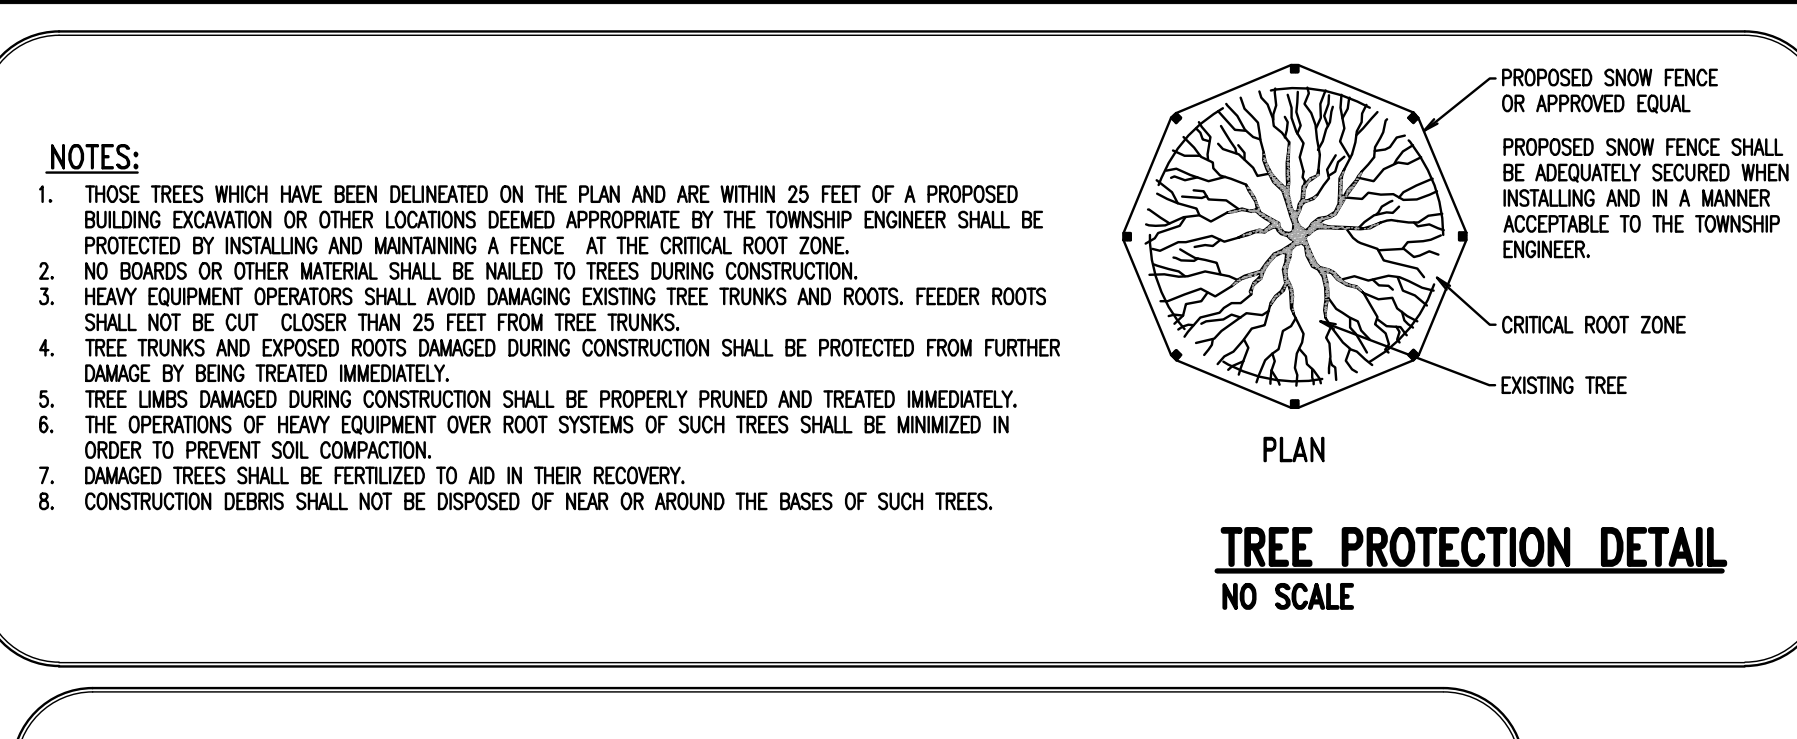 NOTES:
1. THOSE TREES WHICH HAVE BEEN DELINEATED ON THE PLAN AND ARE WITHIN 25 FEET OF A PROPOSED
BUILDING EXCAVATION OR OTHER LOCATIONS DEEMED APPROPRIATE BY THE TOWNSHIP ENGINEER SHALL BE
PROTECTED BY INSTALLING AND MAINTAINING A FENCE AT THE CRITICAL ROOT ZONE.
2. NO BOARDS OR OTHER MATERIAL SHALL BE NAILED TO TREES DURING CONSTRUCTION.
3. HEAVY EQUIPMENT OPERATORS SHALL AVOID DAMAGING EXISTING TREE TRUNKS AND ROOTS. FEEDER ROOTS
SHALL NOT BE CUT CLOSER THAN 25 FEET FROM TREE TRUNKS.
4. TREE TRUNKS AND EXPOSED ROOTS DAMAGED DURING CONSTRUCTION SHALL BE PROTECTED FROM FURTHER
DAMAGE BY BEING TREATED IMMEDIATELY.
5. TREE LIMBS DAMAGED DURING CONSTRUCTION SHALL BE PROPERLY PRUNED AND TREATED IMMEDIATELY.
6. THE OPERATIONS OF HEAVY EQUIPMENT OVER ROOT SYSTEMS OF SUCH TREES SHALL BE MINIMIZED IN
ORDER TO PREVENT SOIL COMPACTION.
7. DAMAGED TREES SHALL BE FERTILIZED TO AID IN THEIR RECOVERY.
8. CONSTRUCTION DEBRIS SHALL NOT BE DISPOSED OF NEAR OR AROUND THE BASES OF SUCH TREES.
PROPOSED SNOW FENCE
OR APPROVED EQUAL
PROPOSED SNOW FENCE SHALL
BE ADEQUATELY SECURED WHEN
INSTALLING AND IN A MANNER
ACCEPTABLE TO THE TOWNSHIP
ENGINEER.
CRITICAL ROOT ZONE
EXISTING TREE
PLAN
TREE PROTECTION DETAIL
NO SCALE